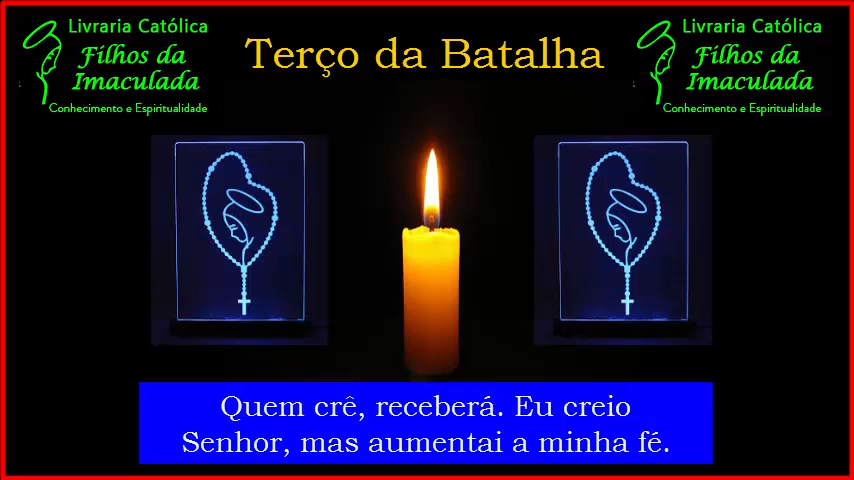 Livraria Católica
Filhos da
Imaculada
Conhecimento e Espiritualidade
Terço da Batalha
Livraria Católica
Filhos da
Imaculada
Conhecimento e Espiritualidade
Quem crê, receberá. Eu creio
Senhor, mas aumentai a minha fé.